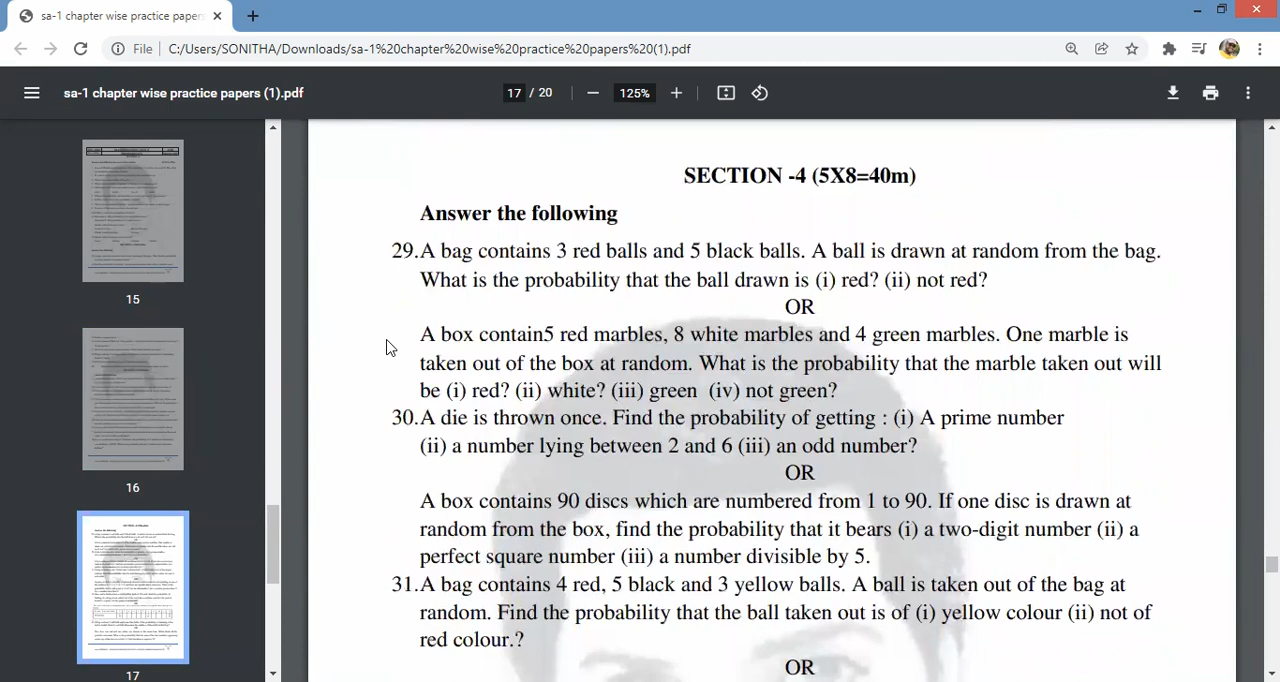 sa-1 chapter wise practice papers
File
C:/Users/SONITHA/Downloads/sa-1%20chapter%20wise%20practice%20papers%20(1).pdf
sa-1 chapter wise practice papers (1).pdf
17 / 20
125%
15
16
17
SECTION -4 (5X8=40m)
Answer the following
29.A bag contains 3 red balls and 5 black balls. A ball is drawn at random from the bag.
What is the probability that the ball drawn is (i) red? (ii) not red?
OR
A box contain5 red marbles, 8 white marbles and 4 green marbles. One marble is
taken out of the box at random. What is the probability that the marble taken out will
be (i) red? (ii) white? (iii) green (iv) not green?
30.A die is thrown once. Find the probability of getting : (i) A prime number
(ii) a number lying between 2 and 6 (iii) an odd number?
OR
A box contains 90 discs which are numbered from 1 to 90. If one disc is drawn at
random from the box, find the probability that it bears (i) a two-digit number (ii) a
perfect square number (iii) a number divisible by 5.
31.A bag contains red, 5 black and 3 yellow balls. A ball is taken out of the bag at
random. Find the probability that the ball taken out is of (i) yellow colour (ii) not of
red colour.?
OR